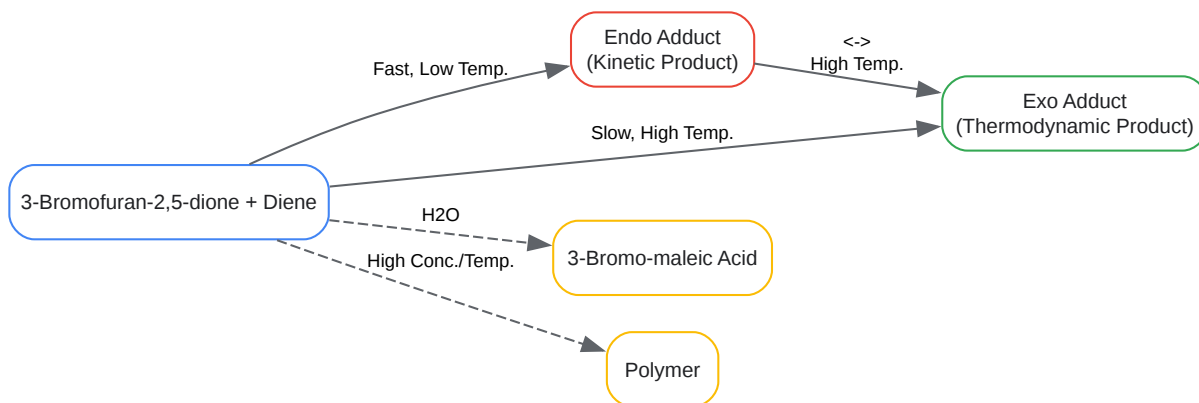 Endo Adduct
(Kinetic Product)
<->
High Temp.
Fast, Low Temp.
Exo Adduct
(Thermodynamic Product)
Slow, High Temp.
3-Bromofuran-2,5-dione + Diene
H2O
3-Bromo-maleic Acid
High Conc./Temp.
Polymer